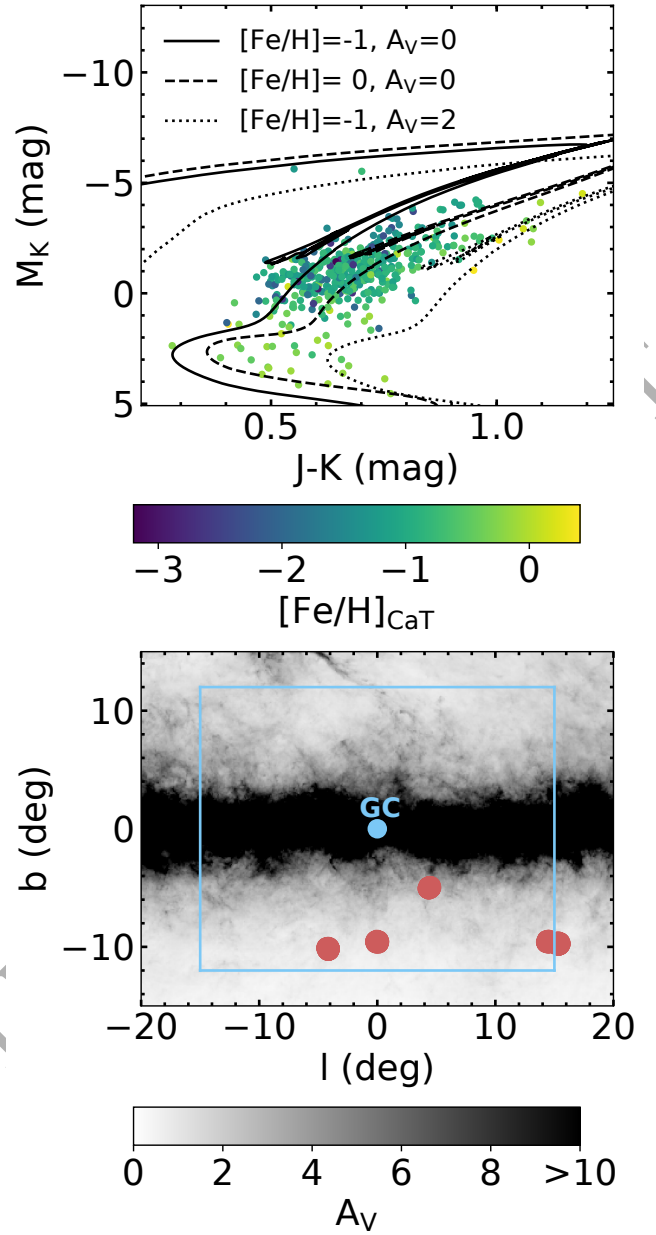 [Fe/H]=-1, A_V=0
[Fe/H]= 0, A_V=0
[Fe/H]=-1, A_V=2
−10
−5
0
5
M_K (mag)
0.5 1.0
J-K (mag)
−3 −2 −1 0
[Fe/H]_CaT
10
0
−10
b (deg)
GC
−20 −10 0 10 20
l (deg)
0 2 4 6 8 >10
A_V